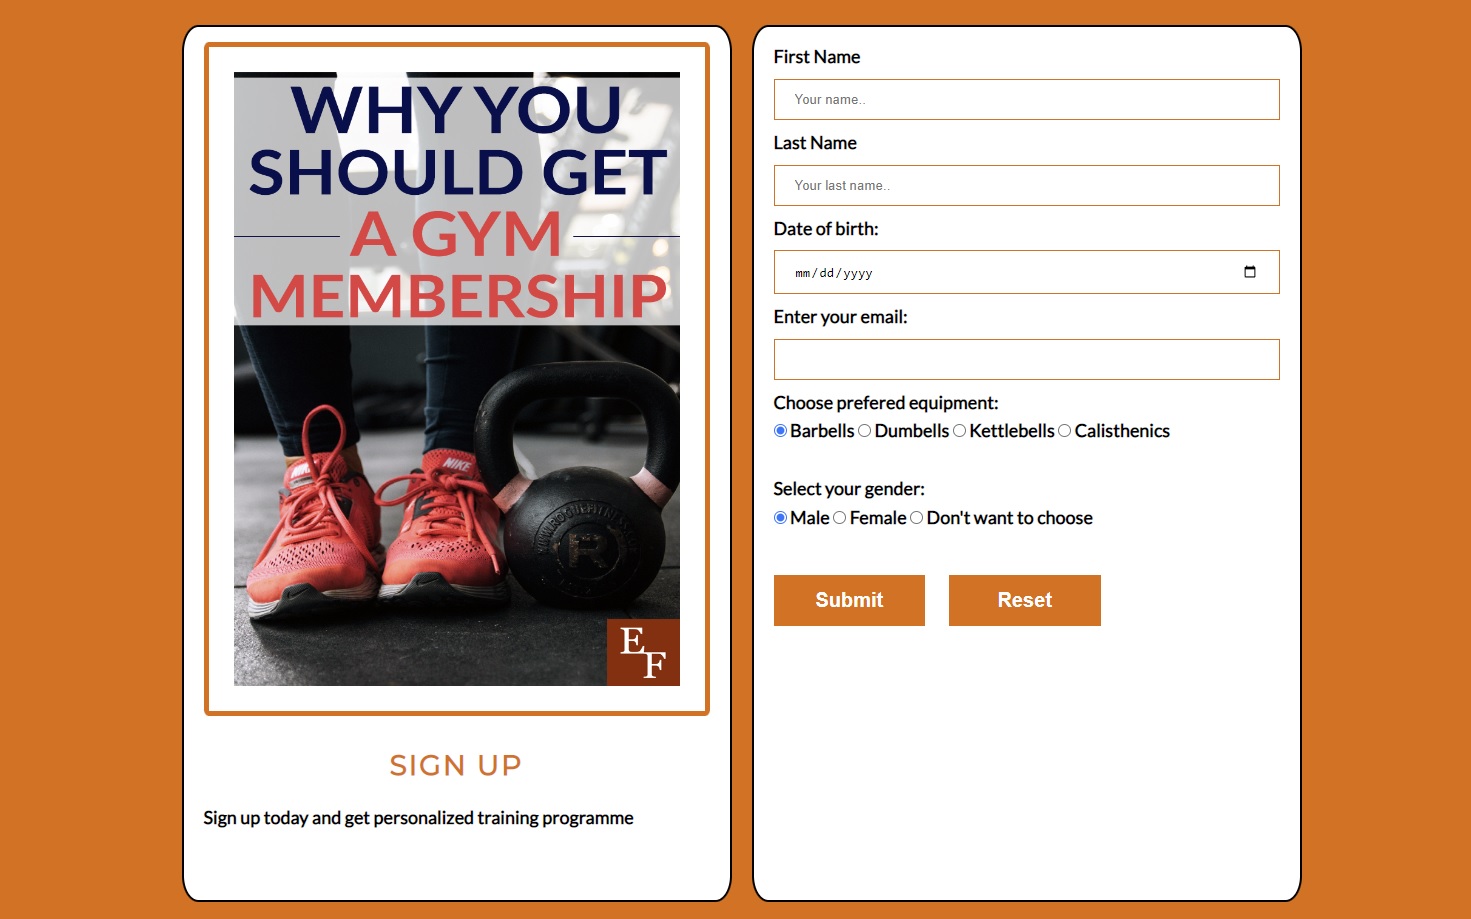 WHY YOU
SHOULD GET
A GYM
MEMBERSHIP
NIKE
NIKE
R
E
F
SIGN UP
Sign up today and get personalized training programme
First Name
Your name..
Last Name
Your last name..
Date of birth:
mm/dd/yyyy
Enter your email:
Choose prefered equipment:
Barbells Dumbells Kettlebells Calisthenics
Select your gender:
Male Female Don't want to choose
Submit Reset